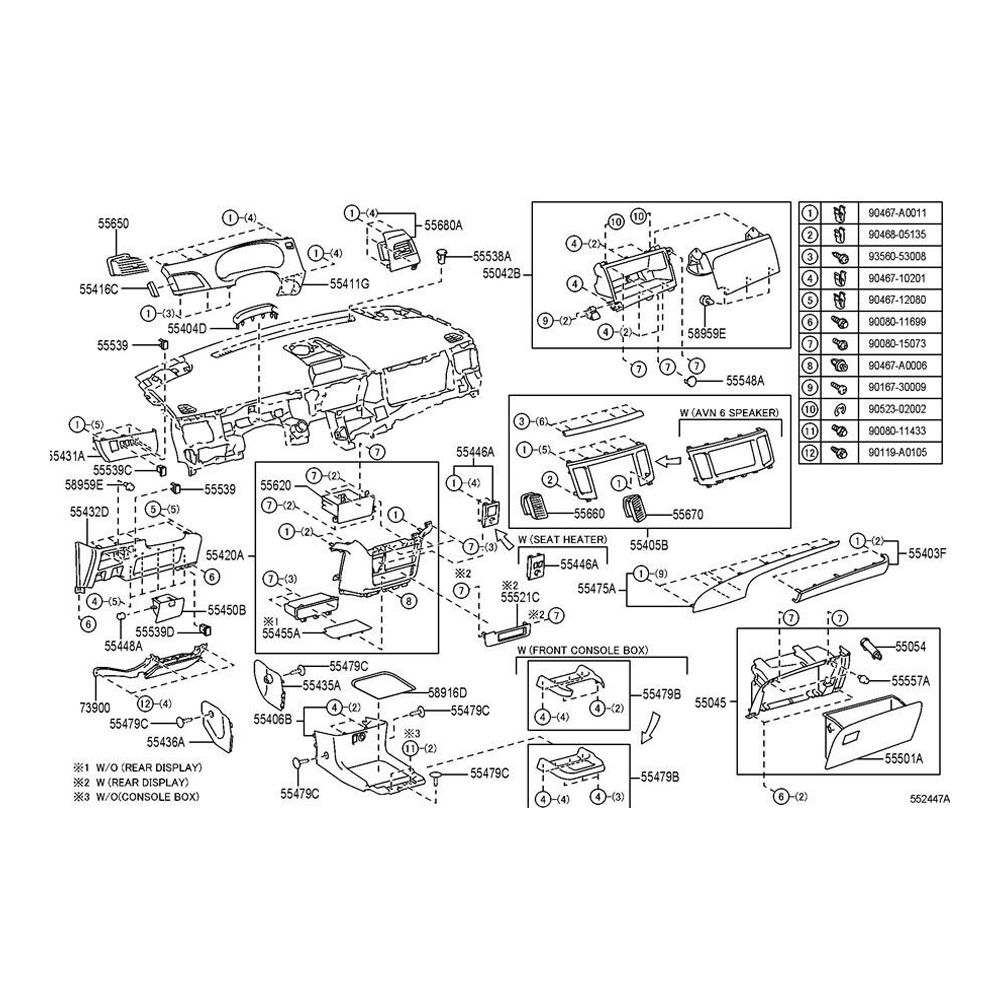 55650
1-(4)
1-(4)
55680A
1-(4)
55538A
55416C
55411G
1-(3)
55404D
55539
1-(5)
55431A
55539C
58959E
55539
55432D
5-(5)
6
4-(5)
6
55450B
55448A
55539D
73900
12-(4)
55479C
55436A
※1 W/O (REAR DISPLAY)
※2 W (REAR DISPLAY)
※3 W/O(CONSOLE BOX)
7
55420A
55620
7-(2)
7-(2)
1-(2)
1
7-(3)
8
7-(3)
※1
55455A
55446A
1-(4)
W (SEAT HEATER)
55446A
※2
7
※2
55521C
※2 7
55479C
55435A
58916D
55406B
4-(2)
55479C
※3
11-(2)
55479C
55479C
W (FRONT CONSOLE BOX)
4-(4)
4-(2)
55479B
4-(4)
4-(3)
55479B
55042B
10
10
4-(2)
4
9-(2)
4-(2)
58959E
7
7
7
55548A
3-(6)
W (AVN 6 SPEAKER)
1-(5)
2
1
55660
55670
55405B
1-(2)
55403F
55475A
1-(9)
7
7
55054
55557A
55045
55501A
6-(2)
552447A
1 90467-A0011
2 90468-05135
3 93560-53008
4 90467-10201
5 90467-12080
6 90080-11699
7 90080-15073
8 90467-A0006
9 90167-30009
10 90523-02002
11 90080-11433
12 90119-A0105